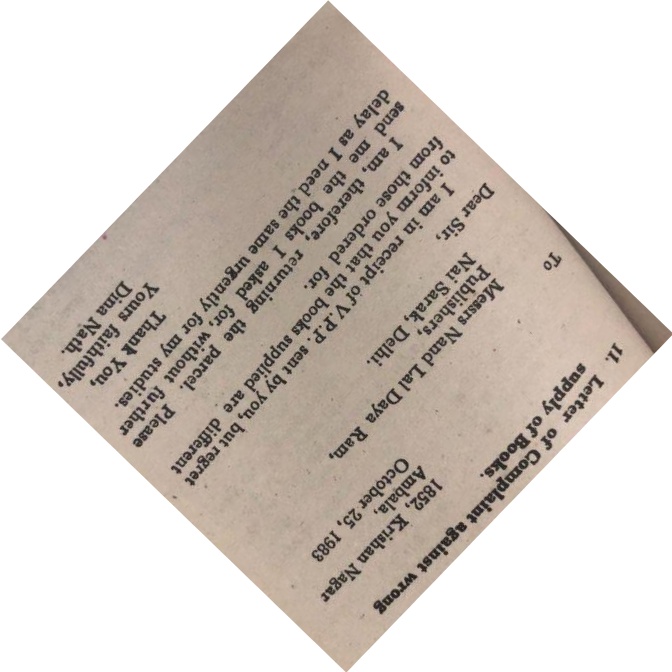 11. Letter of Complaint against wrong
supply of Books.
1852, Krishan Nagar
Ambala,
October 25, 1983
To
Messrs Nand Lal Daya Ram,
Publishers,
Nai Sarak, Delhi.
Dear Sir,
I am in receipt of V.P.P sent by you, but regret
to inform you that the books supplied are different
from those ordered for.
I am, therefore, returning the parcel. Please
send me the books I asked for, without further
delay as I need the same urgently for my studies.
Thank You,
Yours faithfully,
Dina Nath.